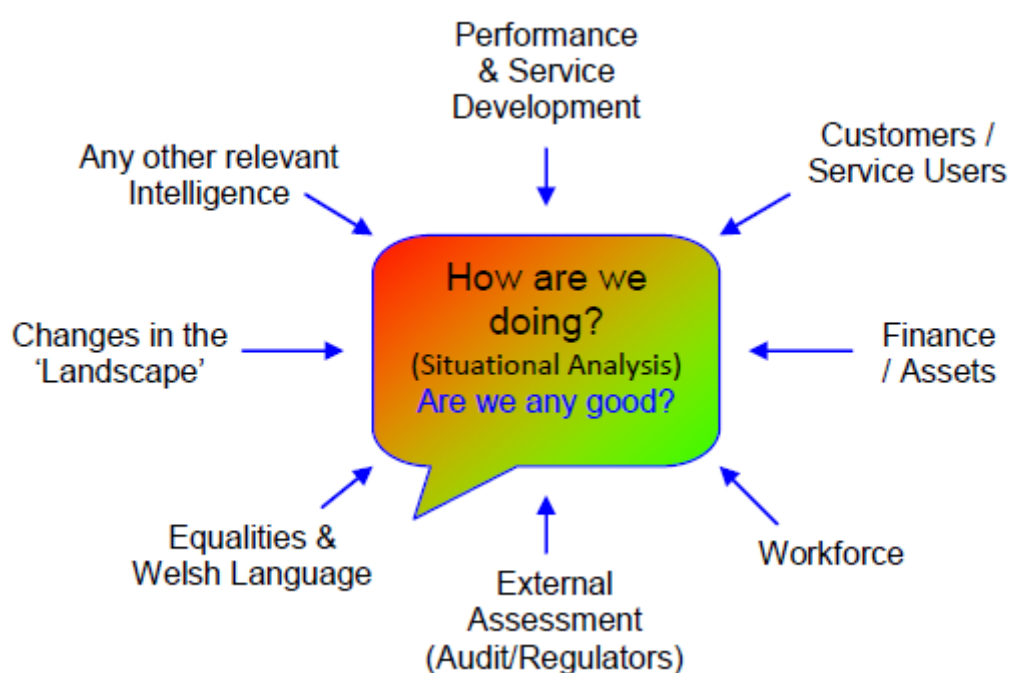 Performance
& Service
Development
Customers /
Service Users
Any other relevant
Intelligence
How are we
doing?
(Situational Analysis)
Are we any good?
Changes in the
‘Landscape’
Finance
/ Assets
Equalities &
Welsh Language
Workforce
External
Assessment
(Audit/Regulators)